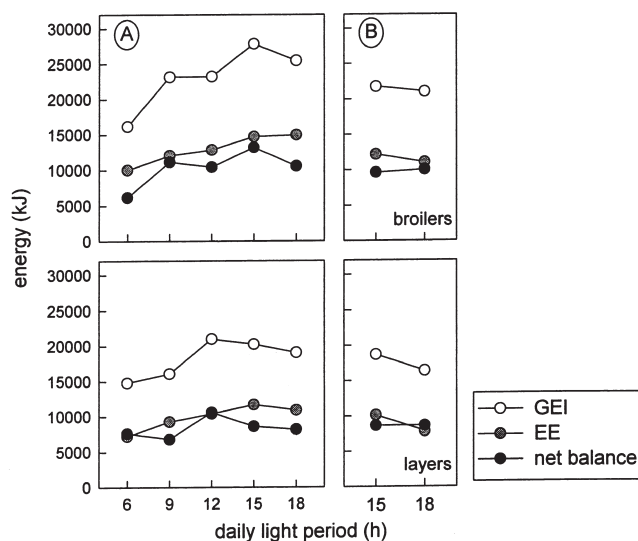 A
B
30000
25000
20000
15000
10000
5000
0
broilers
energy (kJ)
30000
25000
20000
15000
10000
5000
0
layers
6 9 12 15 18
15 18
daily light period (h)
GEI
EE
net balance